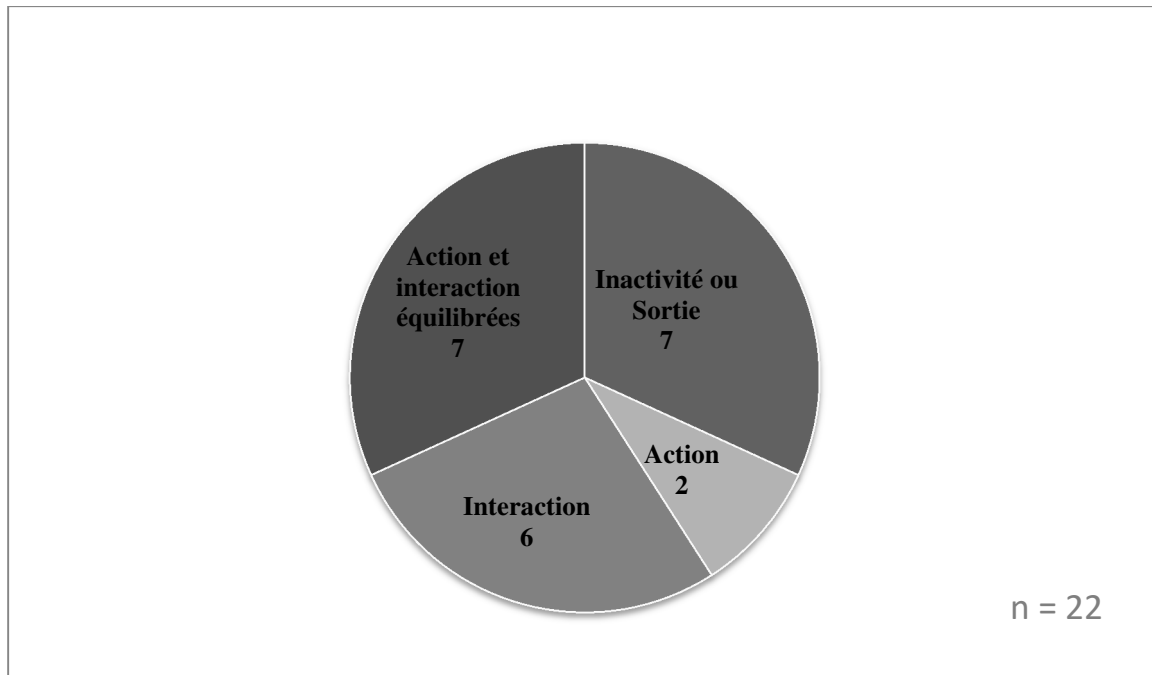 Action et
interaction
équilibrées
7
Inactivité ou
Sortie
7
Action
2
Interaction
6
n = 22